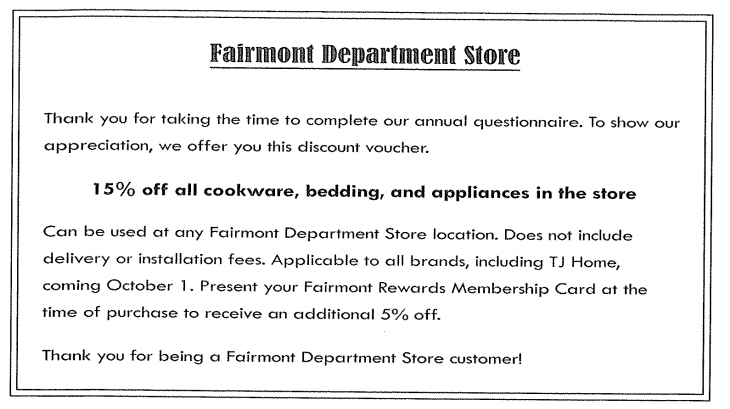 Fairmont Department Store
Thank you for taking the time to complete our annual questionnaire. To show our
appreciation, we offer you this discount voucher.
15% off all cookware, bedding, and appliances in the store
Can be used at any Fairmont Department Store location. Does not include
delivery or installation fees. Applicable to all brands, including TJ Home,
coming October 1. Present your Fairmont Rewards Membership Card at the
time of purchase to receive an additional 5% off.
Thank you for being a Fairmont Department Store customer!